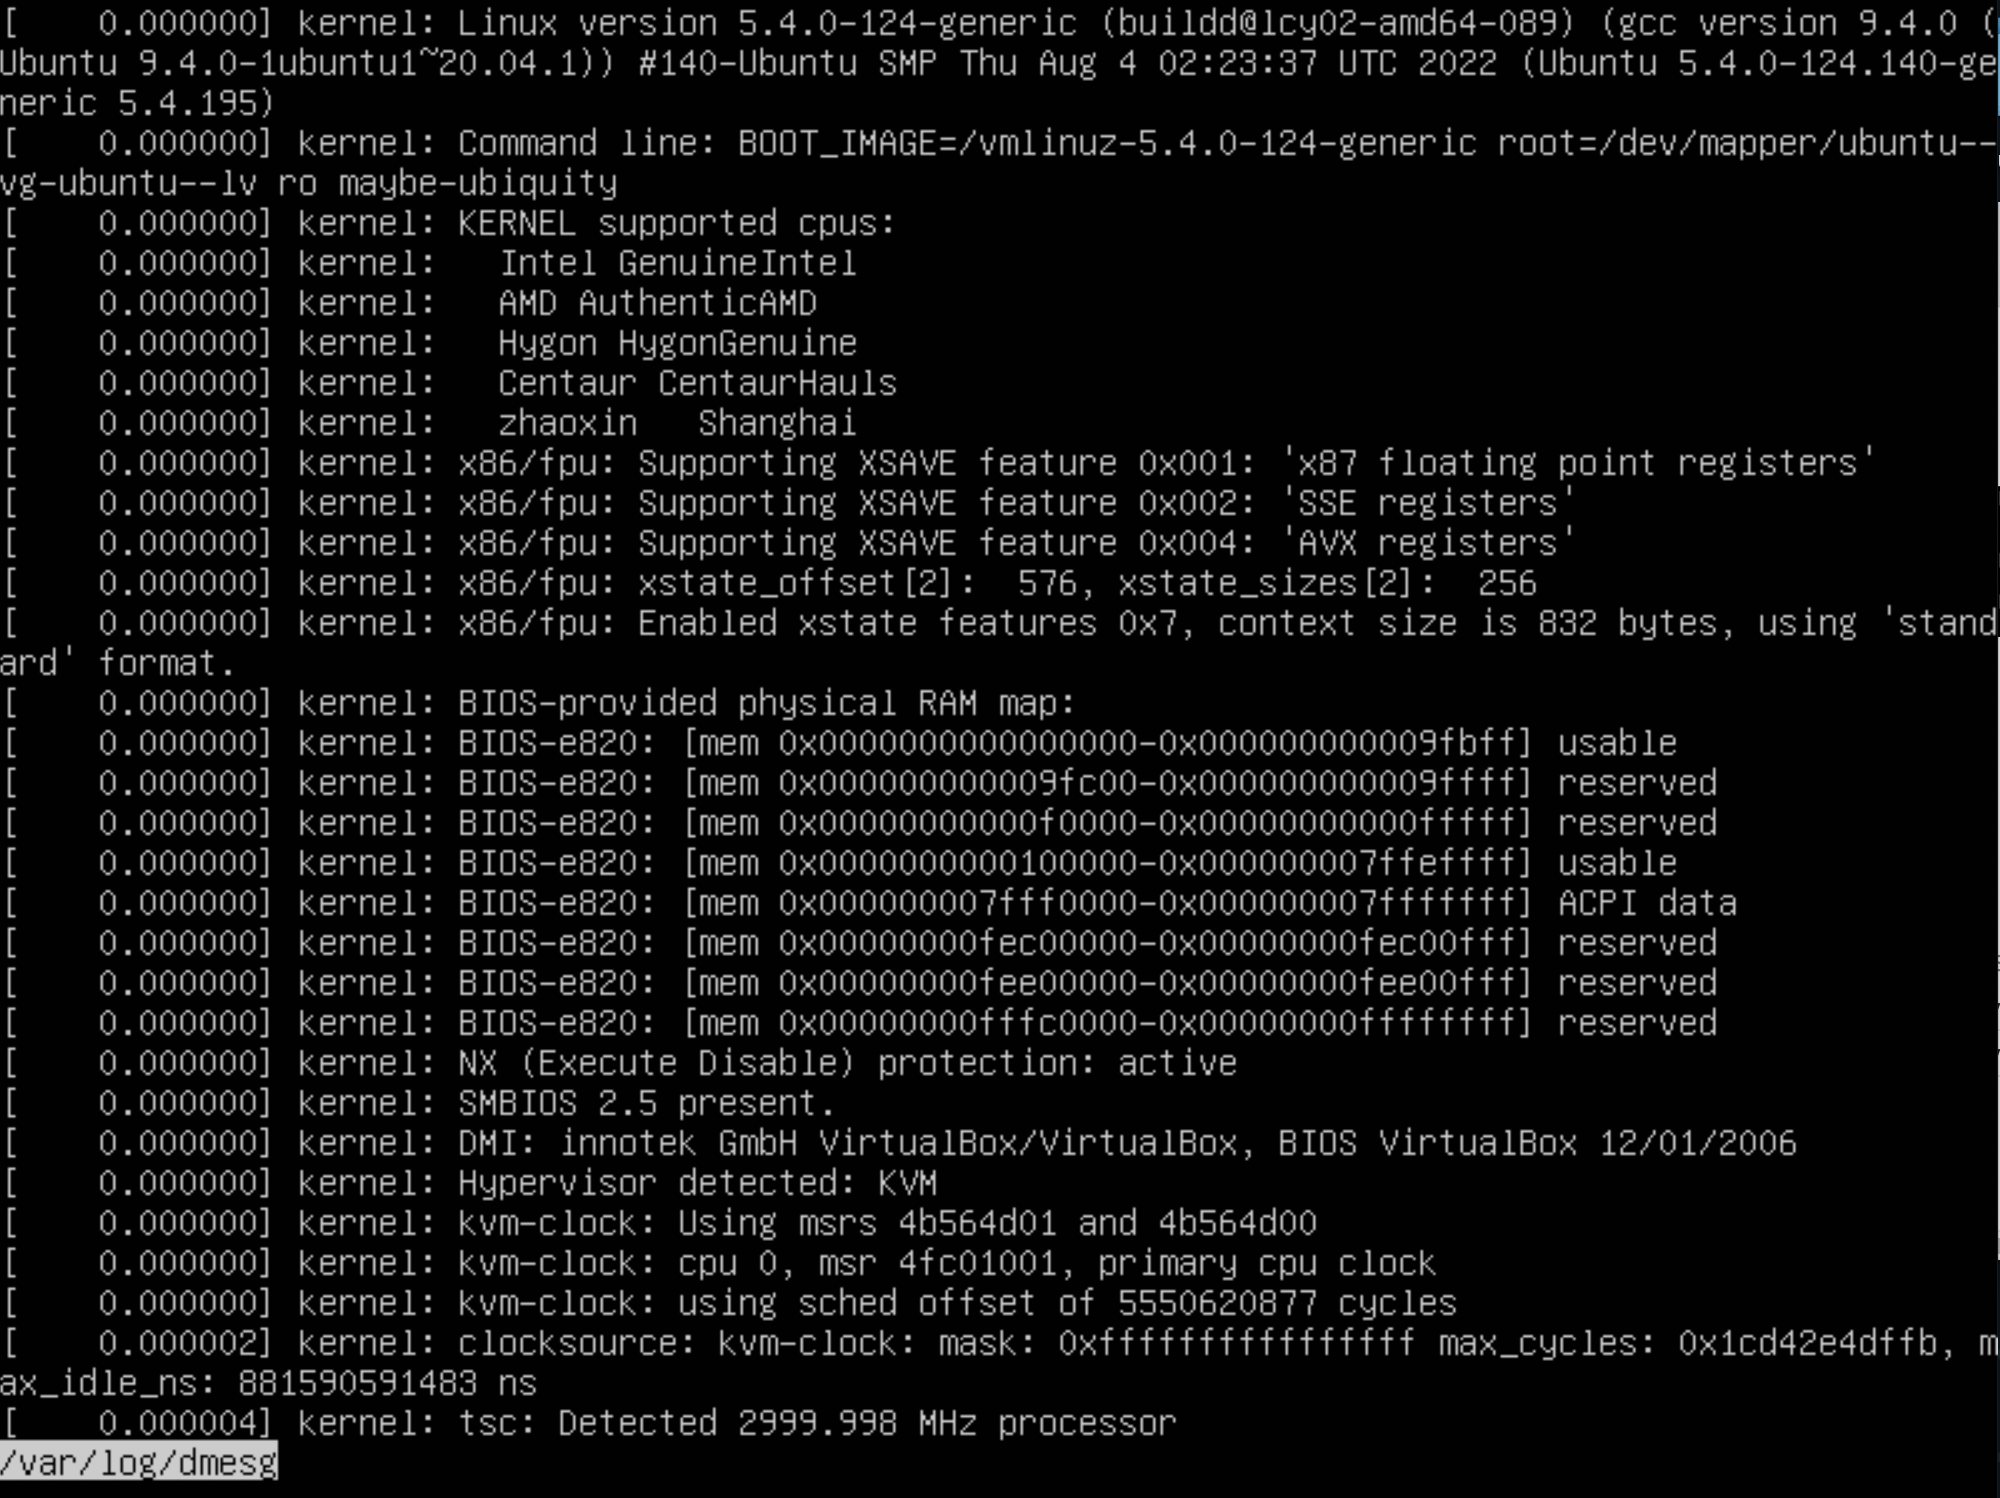 [    0.000000] kernel: Linux version 5.4.0-124-generic (buildd@lcy02-amd64-089) (gcc version 9.4.0 (
Ubuntu 9.4.0-1ubuntu1~20.04.1)) #140-Ubuntu SMP Thu Aug 4 02:23:37 UTC 2022 (Ubuntu 5.4.0-124.140-ge
neric 5.4.195)
[    0.000000] kernel: Command line: BOOT_IMAGE=/vmlinuz-5.4.0-124-generic root=/dev/mapper/ubuntu--
vg-ubuntu--lv ro maybe-ubiquity
[    0.000000] kernel: KERNEL supported cpus:
[    0.000000] kernel:   Intel GenuineIntel
[    0.000000] kernel:   AMD AuthenticAMD
[    0.000000] kernel:   Hygon HygonGenuine
[    0.000000] kernel:   Centaur CentaurHauls
[    0.000000] kernel:   zhaoxin   Shanghai
[    0.000000] kernel: x86/fpu: Supporting XSAVE feature 0x001: 'x87 floating point registers'
[    0.000000] kernel: x86/fpu: Supporting XSAVE feature 0x002: 'SSE registers'
[    0.000000] kernel: x86/fpu: Supporting XSAVE feature 0x004: 'AVX registers'
[    0.000000] kernel: x86/fpu: xstate_offset[2]:  576, xstate_sizes[2]:  256
[    0.000000] kernel: x86/fpu: Enabled xstate features 0x7, context size is 832 bytes, using 'stand
ard' format.
[    0.000000] kernel: BIOS-provided physical RAM map:
[    0.000000] kernel: BIOS-e820: [mem 0x0000000000000000-0x000000000009fbff] usable
[    0.000000] kernel: BIOS-e820: [mem 0x000000000009fc00-0x000000000009ffff] reserved
[    0.000000] kernel: BIOS-e820: [mem 0x00000000000f0000-0x00000000000fffff] reserved
[    0.000000] kernel: BIOS-e820: [mem 0x0000000000100000-0x000000007ffeffff] usable
[    0.000000] kernel: BIOS-e820: [mem 0x000000007fff0000-0x000000007fffffff] ACPI data
[    0.000000] kernel: BIOS-e820: [mem 0x00000000fec00000-0x00000000fec00fff] reserved
[    0.000000] kernel: BIOS-e820: [mem 0x00000000fee00000-0x00000000fee00fff] reserved
[    0.000000] kernel: BIOS-e820: [mem 0x00000000fffc0000-0x00000000ffffffff] reserved
[    0.000000] kernel: NX (Execute Disable) protection: active
[    0.000000] kernel: SMBIOS 2.5 present.
[    0.000000] kernel: DMI: innotek GmbH VirtualBox/VirtualBox, BIOS VirtualBox 12/01/2006
[    0.000000] kernel: Hypervisor detected: KVM
[    0.000000] kernel: kvm-clock: Using msrs 4b564d01 and 4b564d00
[    0.000000] kernel: kvm-clock: cpu 0, msr 4fc01001, primary cpu clock
[    0.000000] kernel: kvm-clock: using sched offset of 5550620877 cycles
[    0.000002] kernel: clocksource: kvm-clock: mask: 0xffffffffffffffff max_cycles: 0x1cd42e4dffb, m
ax_idle_ns: 881590591483 ns
[    0.000004] kernel: tsc: Detected 2999.998 MHz processor
/var/log/dmesg